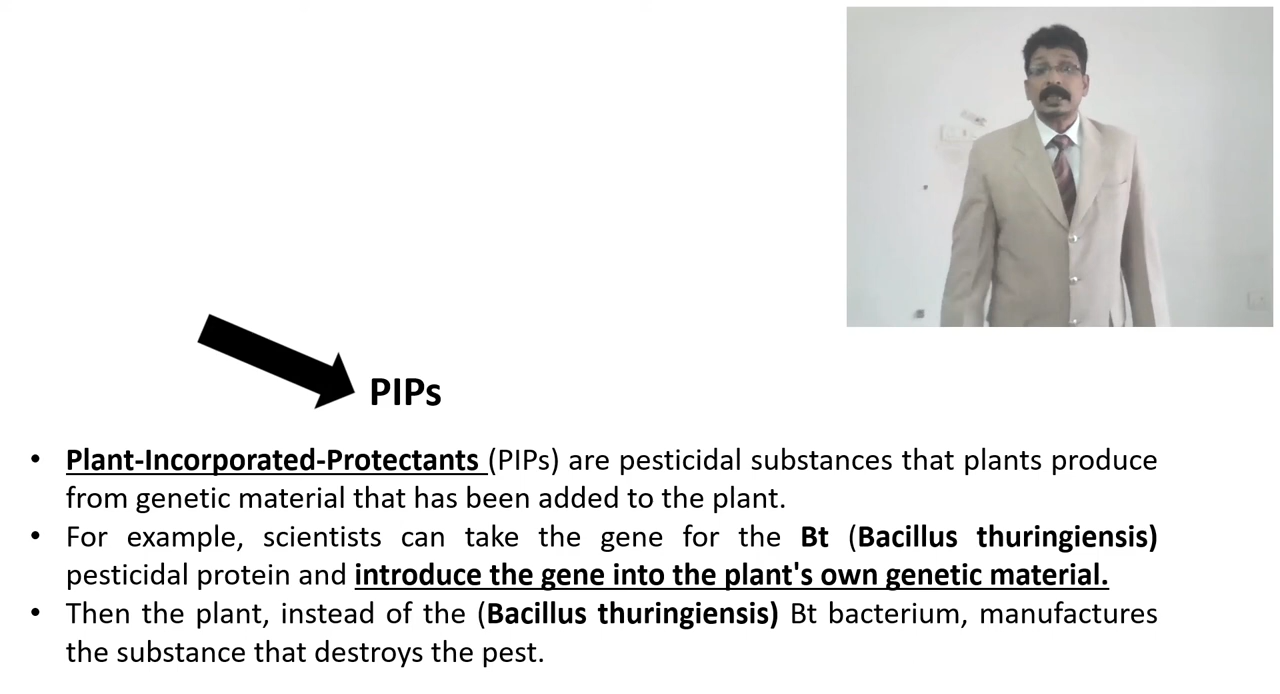 PIPs
• Plant-Incorporated-Protectants (PIPs) are pesticidal substances that plants produce
from genetic material that has been added to the plant.
• For example, scientists can take the gene for the Bt (Bacillus thuringiensis)
pesticidal protein and introduce the gene into the plant's own genetic material.
• Then the plant, instead of the (Bacillus thuringiensis) Bt bacterium, manufactures
the substance that destroys the pest.